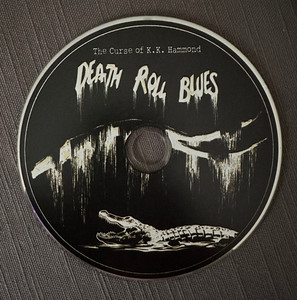 The Curse of K.K. Hammond
DEATH ROLL BLUES